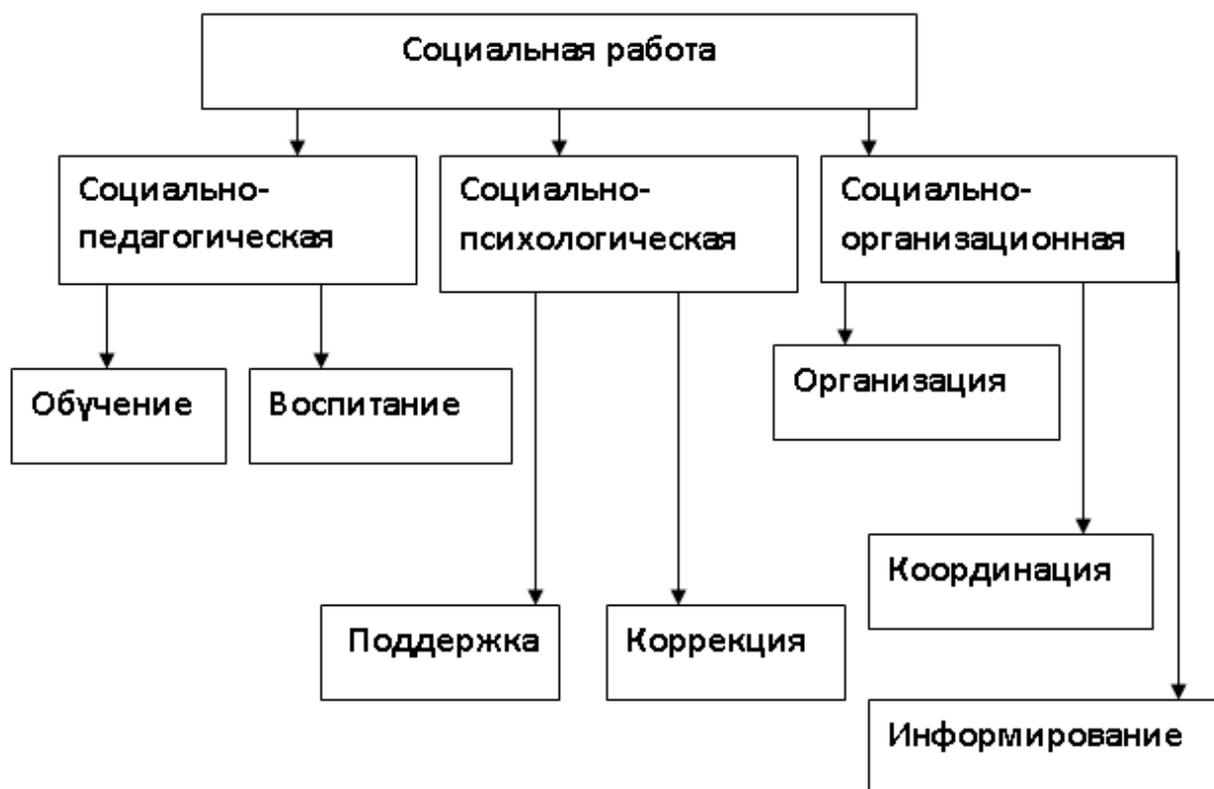 Социальная работа
Социально-
педагогическая
Социально-
психологическая
Социально-
организационная
Обучение
Воспитание
Организация
Координация
Поддержка
Коррекция
Информирование